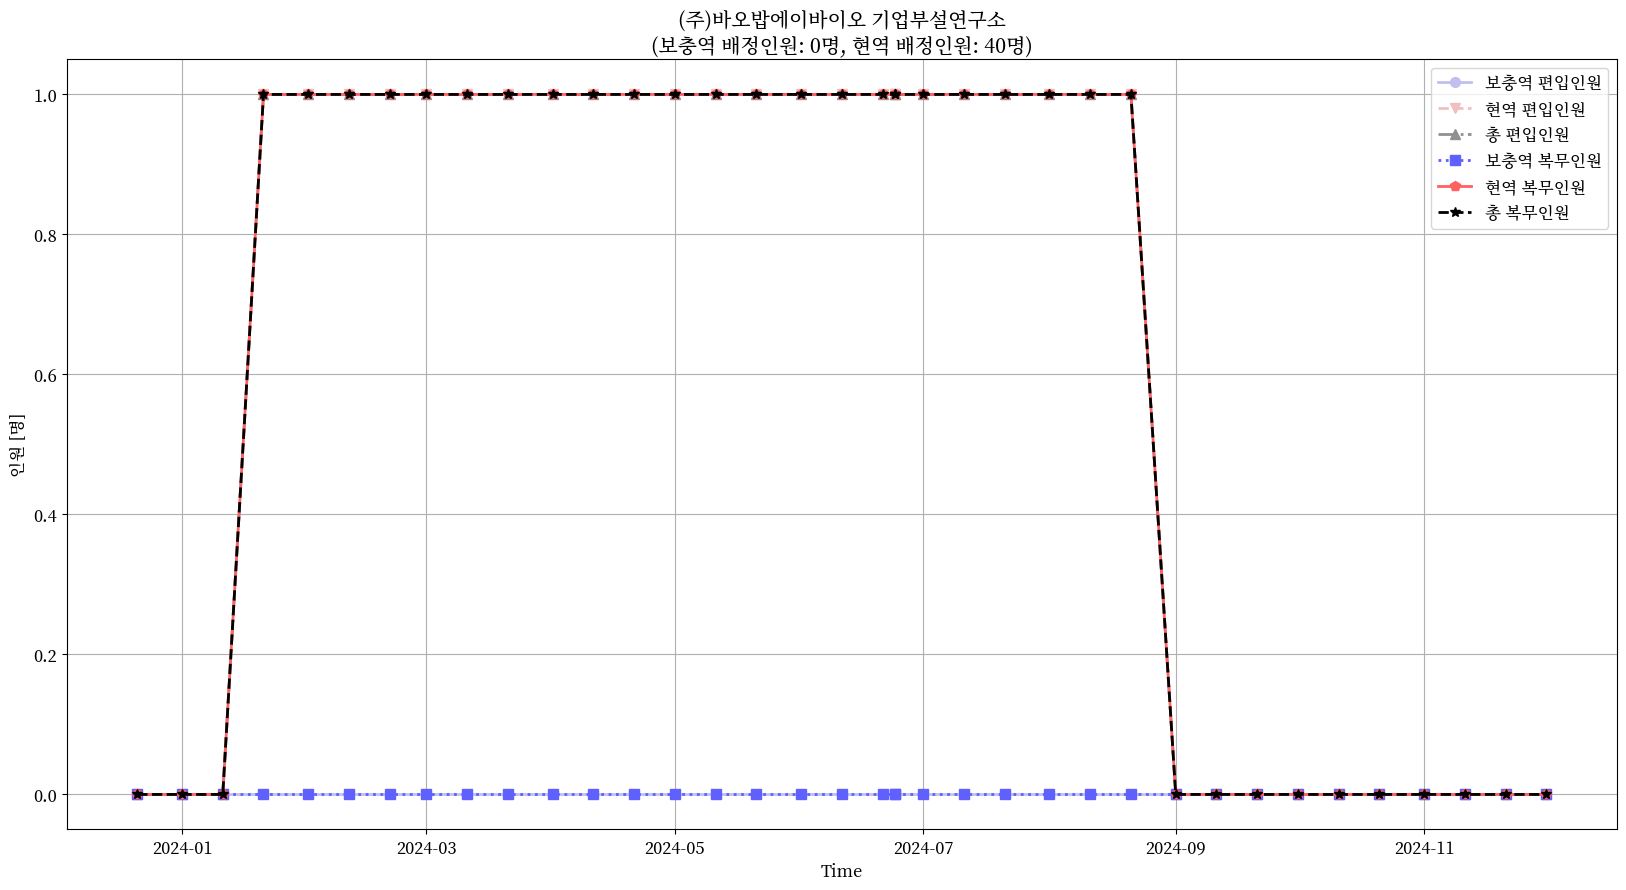 (주)바오밥에이바이오 기업부설연구소
(보충역 배정인원: 0명, 현역 배정인원: 40명)
보충역 편입인원
현역 편입인원
총 편입인원
보충역 복무인원
현역 복무인원
총 복무인원
인원 [명]
1.0
0.8
0.6
0.4
0.2
0.0
2024-01
2024-03
2024-05
2024-07
2024-09
2024-11
Time